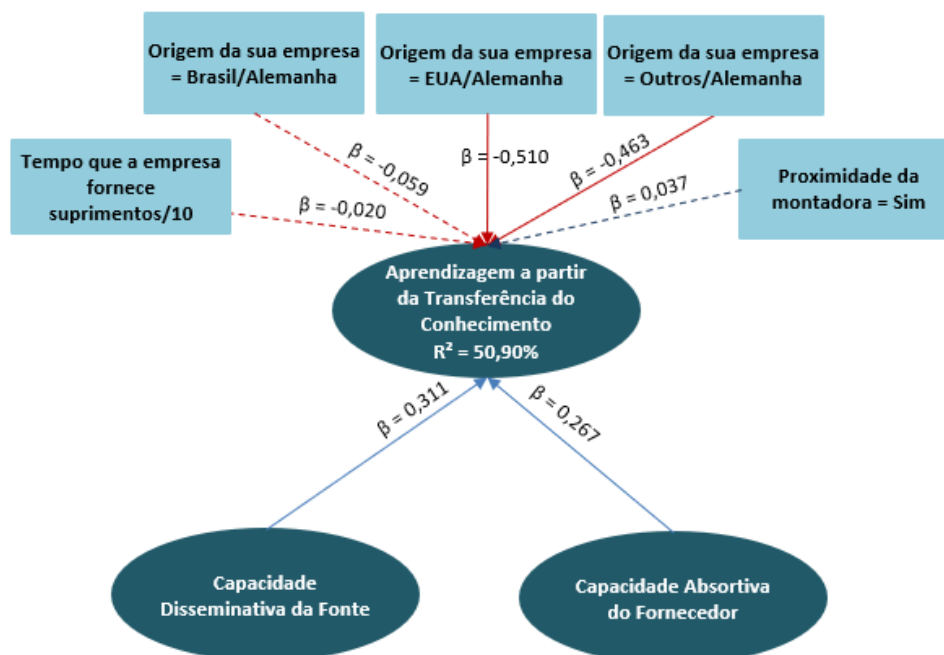 Origem da sua empresa
= Brasil/Alemanha
Origem da sua empresa
= EUA/Alemanha
Origem da sua empresa
= Outros/Alemanha
Tempo que a empresa
fornece
suprimentos/10
β = -0,059
β = -0,020
β = -0,510
β = -0,463
β = 0,037
Proximidade da
montadora = Sim
Aprendizagem a partir
da Transferência do
Conhecimento
R² = 50,90%
β = 0,311
β = 0,267
Capacidade
Disseminativa da Fonte
Capacidade Absortiva
do Fornecedor